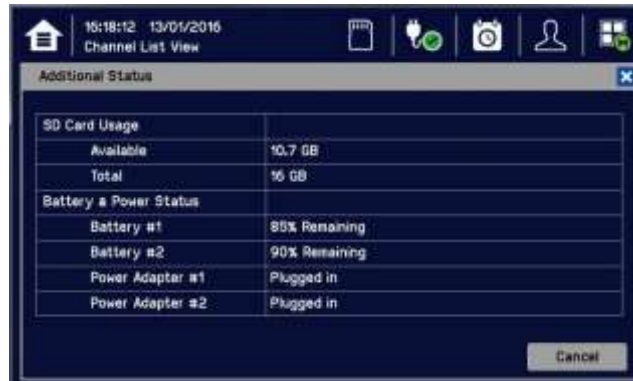 16:18:12 13/01/2016
Channel List View
Additional Status
SD Card Usage
Available 10.7 GB
Total 16 GB
Battery & Power Status
Battery #1 85% Remaining
Battery #2 90% Remaining
Power Adapter #1 Plugged in
Power Adapter #2 Plugged in
Cancel